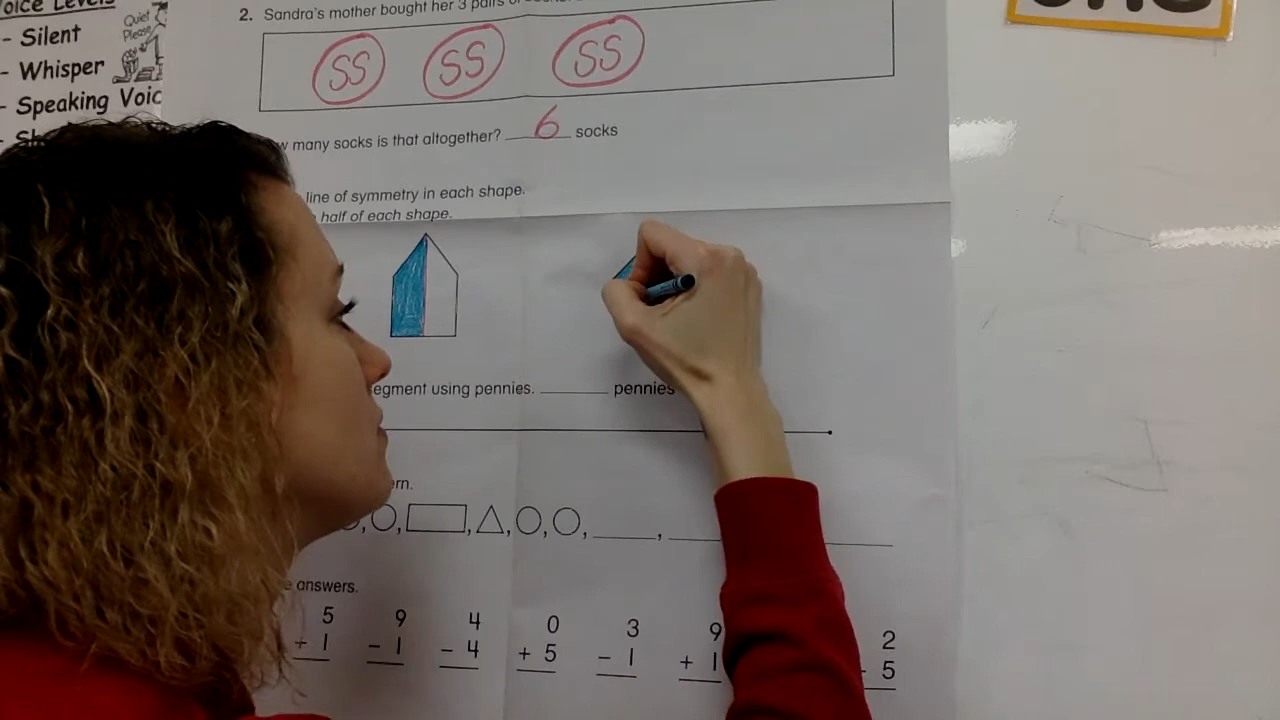 Voice Levels
- Silent
- Whisper
- Speaking Voic
Quiet
Please
2. Sandra's mother bought her 3 pairs
SS SS SS
many socks is that altogether? 6 socks
line of symmetry in each shape.
half of each shape.
egment using pennies. ______ pennies
rn.
answers.
5 9 4 0 3 9 2
+ 1 - 1 - 4 + 5 - 1 + 1 5